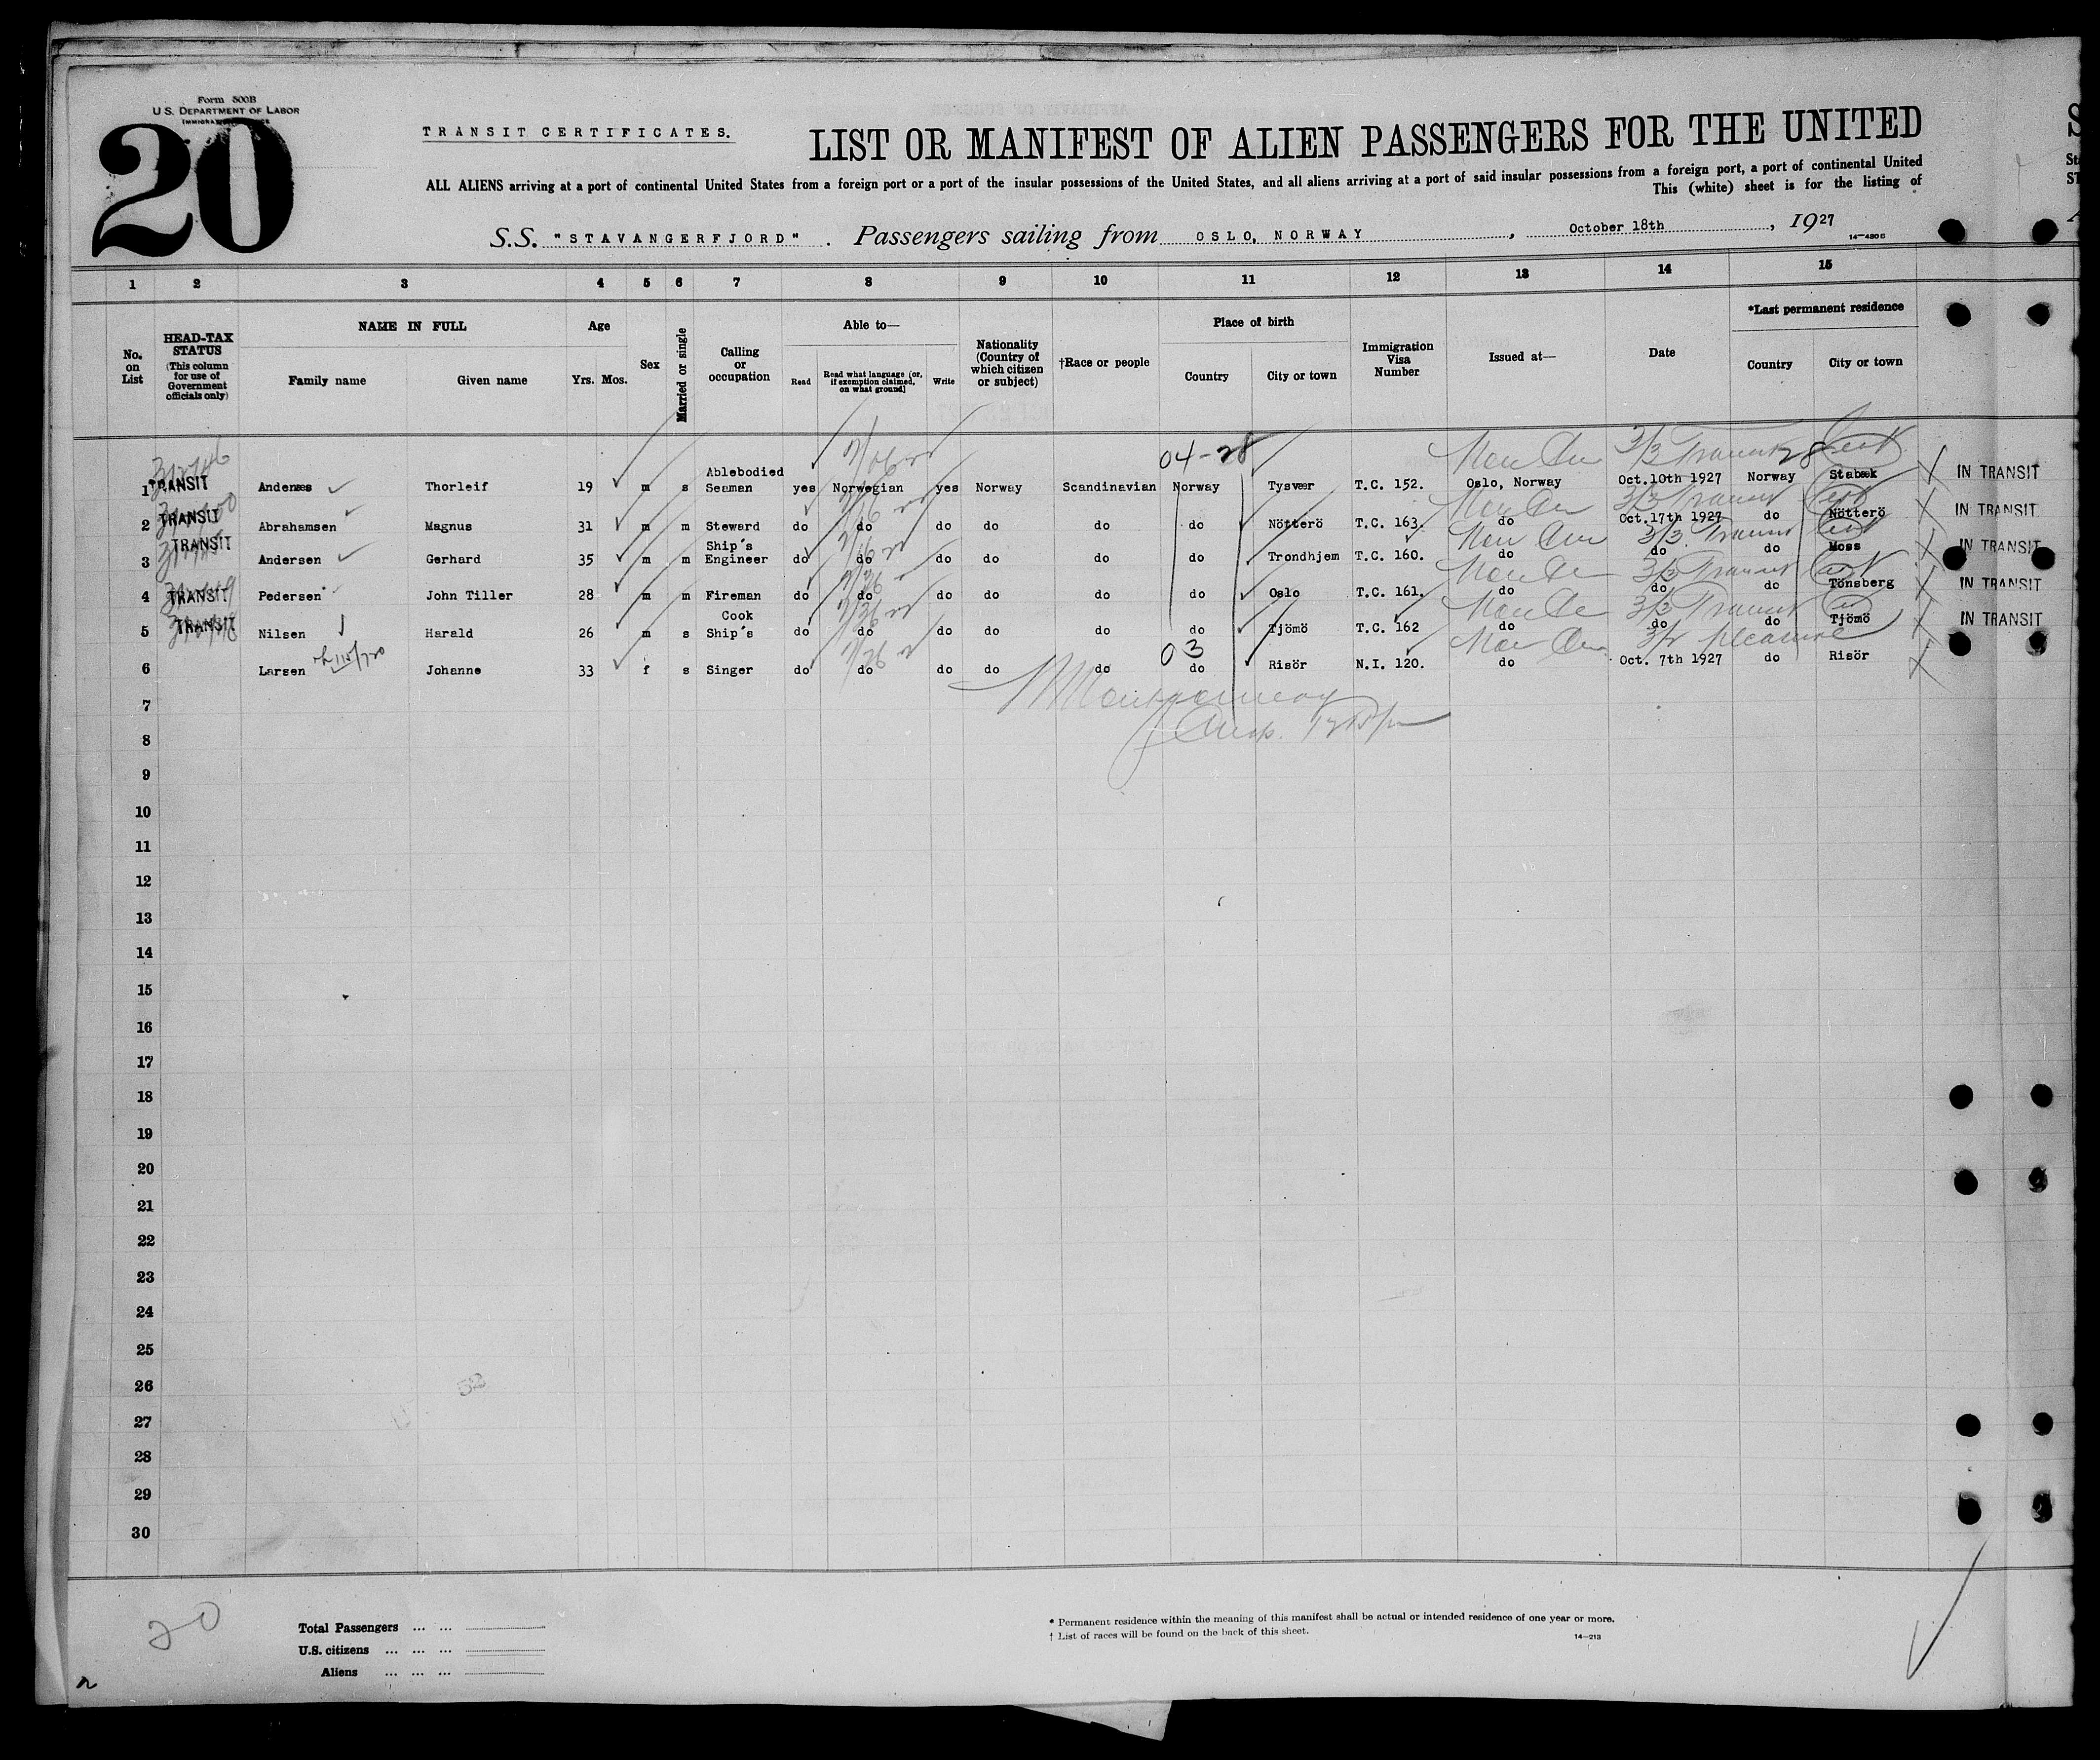 Form 500B
U.S. DEPARTMENT OF LABOR
20
TRANSIT CERTIFICATES.
LIST OR MANIFEST OF ALIEN PASSENGERS FOR THE UNITED
ALL ALIENS arriving at a port of continental United States from a foreign port or a port of the insular possessions of the United States, and all aliens arriving at a port of said insular possessions from a foreign port, a port of continental United
This (white) sheet is for the listing of
S.S. "STAVANGERFJORD". Passengers sailing from OSLO, NORWAY, October 18th, 1927
14-430B
1 2 3 4 5 6 7 8 9 10 11 12 13 14 15
No. on List
HEAD-TAX STATUS
(This column for use of Government officials only)
NAME IN FULL
Family name Given name
Age
Yrs. Mos.
Sex
Married or single
Calling or occupation
Able to—
Read
Read what language [or, if exemption claimed, on what ground]
Write
Nationality (Country of which citizen or subject)
†Race or people
Place of birth
Country City or town
Immigration Visa Number
Issued at—
Date
*Last permanent residence
Country City or town
04-28
1 TRANSIT Andenæs Thorleif 19 m s Ablebodied Seaman yes Norwegian yes Norway Scandinavian Norway Tysvær T.C. 152. Oslo, Norway Oct.10th 1927 Norway Stabæk IN TRANSIT
2 TRANSIT Abrahamsen Magnus 31 m m Steward do do do do do do Nötterö T.C. 163. do Oct.17th 1927 do Nötterö IN TRANSIT
3 TRANSIT Andersen Gerhard 35 m m Ship's Engineer do do do do do do Trondhjem T.C. 160. do do do Moss IN TRANSIT
4 TRANSIT Pedersen John Tiller 28 m m Fireman do do do do do do Oslo T.C. 161. do do do Tönsberg IN TRANSIT
5 TRANSIT Nilsen Harald 26 m s Cook Ship's do do do do do do Tjömö T.C. 162 do do do Tjömö IN TRANSIT
03
pleasure
6 Larsen Johanne 33 f s Singer do do do do do do Risör N.I. 120. do Oct. 7th 1927 do Risör
7
8
9
10
11
12
13
14
15
16
17
18
19
20
21
22
23
24
25
26
52
27
28
29
30
20
Total Passengers ... ...
U.S. citizens ... ... ...
Aliens ... ... ...
* Permanent residence within the meaning of this manifest shall be actual or intended residence of one year or more.
† List of races will be found on the back of this sheet.
14-213